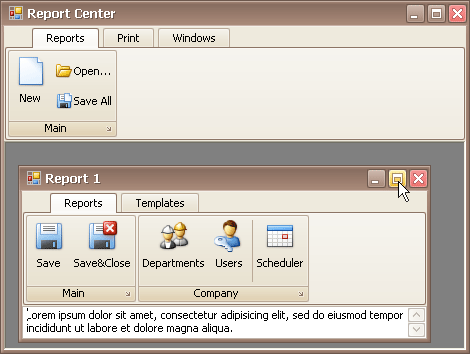 Report Center
Reports Print Windows
New
Open...
Save All
Main
Report 1
Reports Templates
Save Save&Close Departments Users Scheduler
Main Company
Lorem ipsum dolor sit amet, consectetur adipisicing elit, sed do eiusmod tempor
incididunt ut labore et dolore magna aliqua.